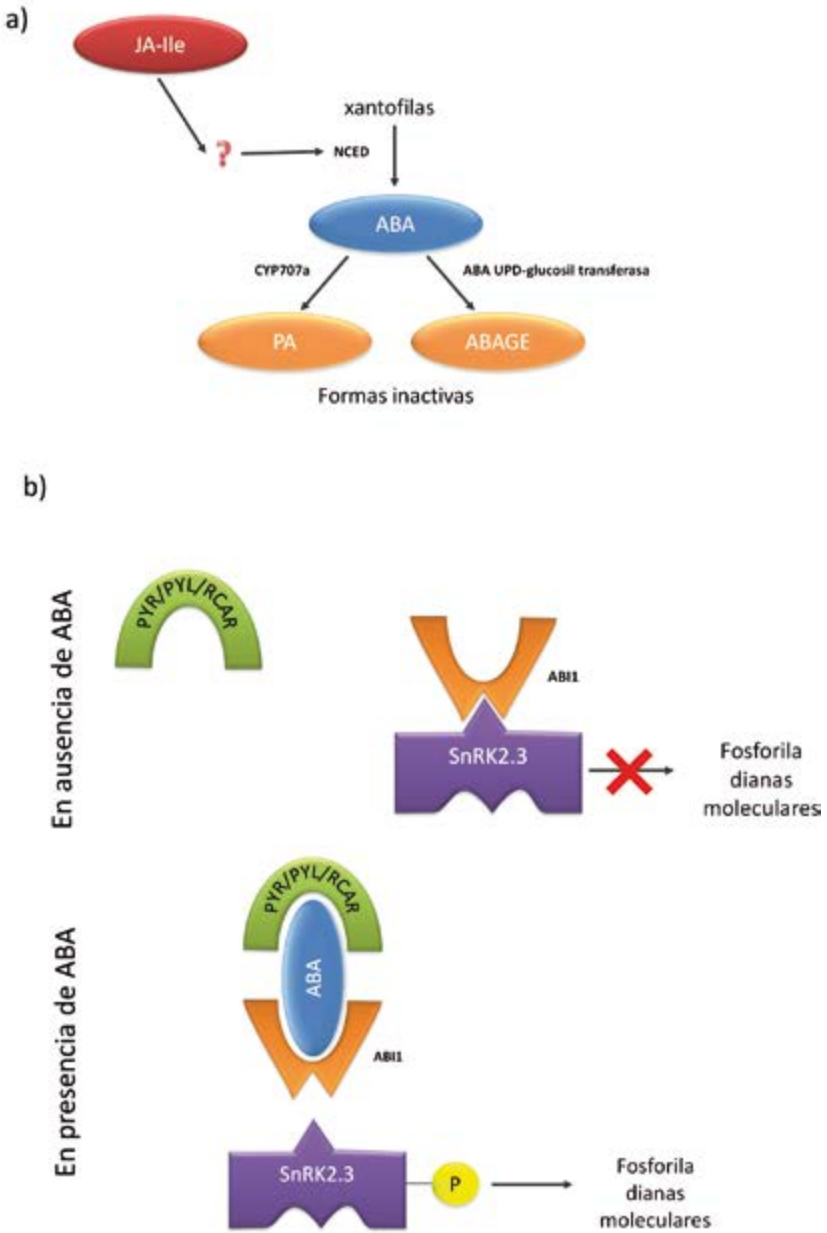 a)
JA-Ile
xantofilas
?
NCED
ABA
CYP707a
ABA UPD-glucosil transferasa
PA
ABAGE
Formas inactivas
b)
En ausencia de ABA
PYR/PYL/RCAR
ABI1
SnRK2.3
Fosforila
dianas
moleculares
En presencia de ABA
PYR/PYL/RCAR
ABA
ABI1
SnRK2.3
P
Fosforila
dianas
moleculares